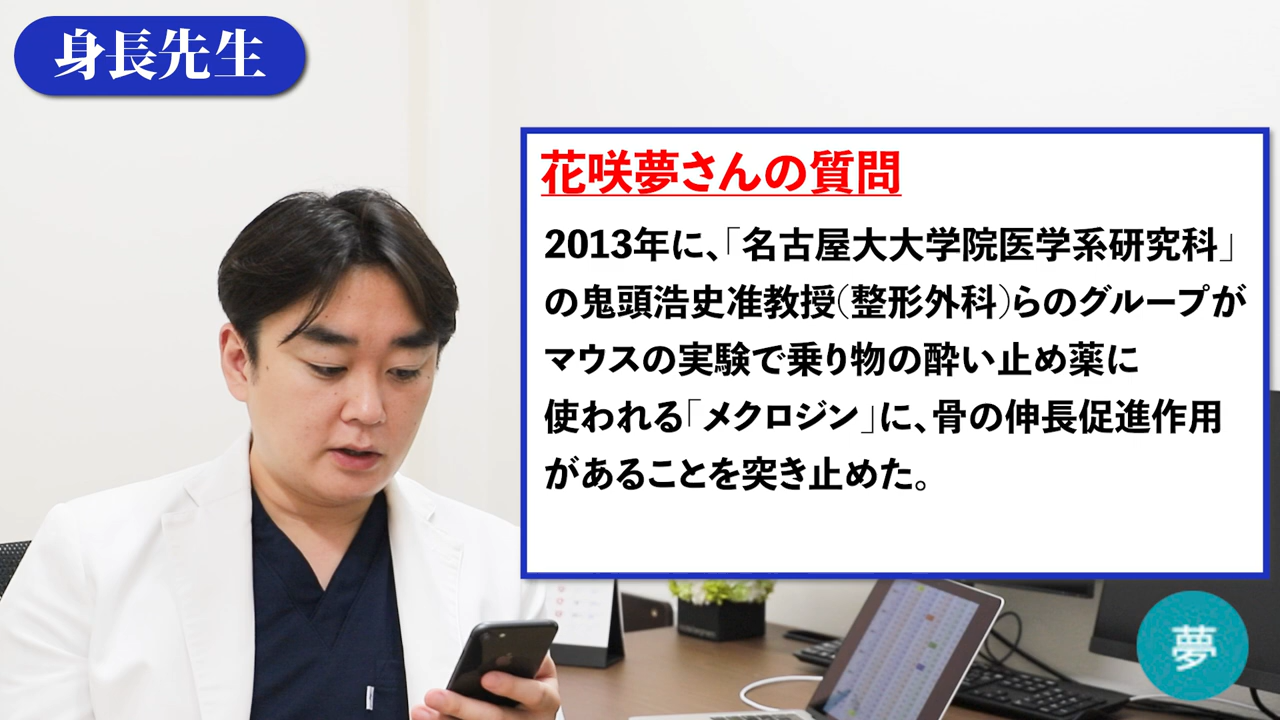 身長先生
花咲夢さんの質問
2013年に、「名古屋大大学院医学系研究科」
の鬼頭浩史准教授(整形外科)らのグループが
マウスの実験で乗り物の酔い止め薬に
使われる「メクロジン」に、骨の伸長促進作用
があることを突き止めた。
夢